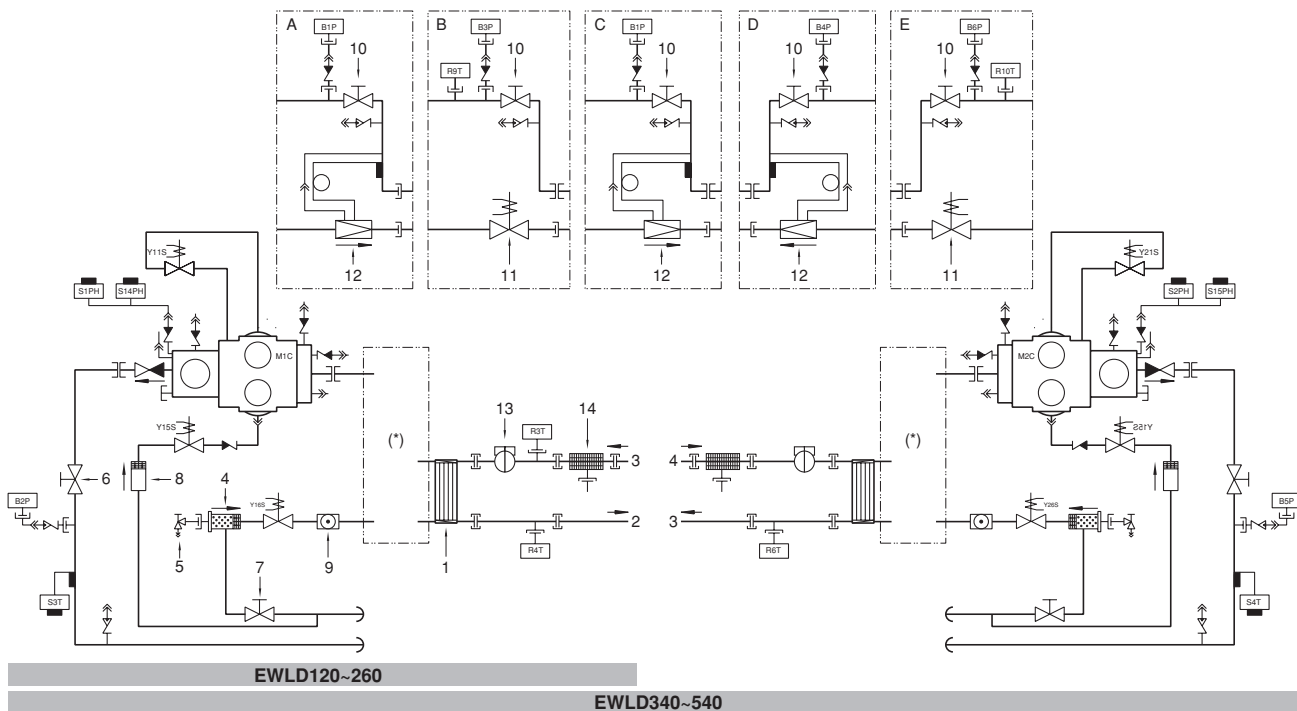 A B C D E
B1P B3P B1P B4P B6P
10 10 10 10 10
R9T R10T
12 11 12 12 11
Y11S Y21S
S1PH S14PH S2PH S15PH
M1C M2C
Y15S Y15S
(*) (*)
13 R3T 14
3 4
6 8 4
Y16S Y26S
B2P B5P
2 3
R4T R6T
5 7 9 1
S3T S4T
EWLD120~260
EWLD340~540